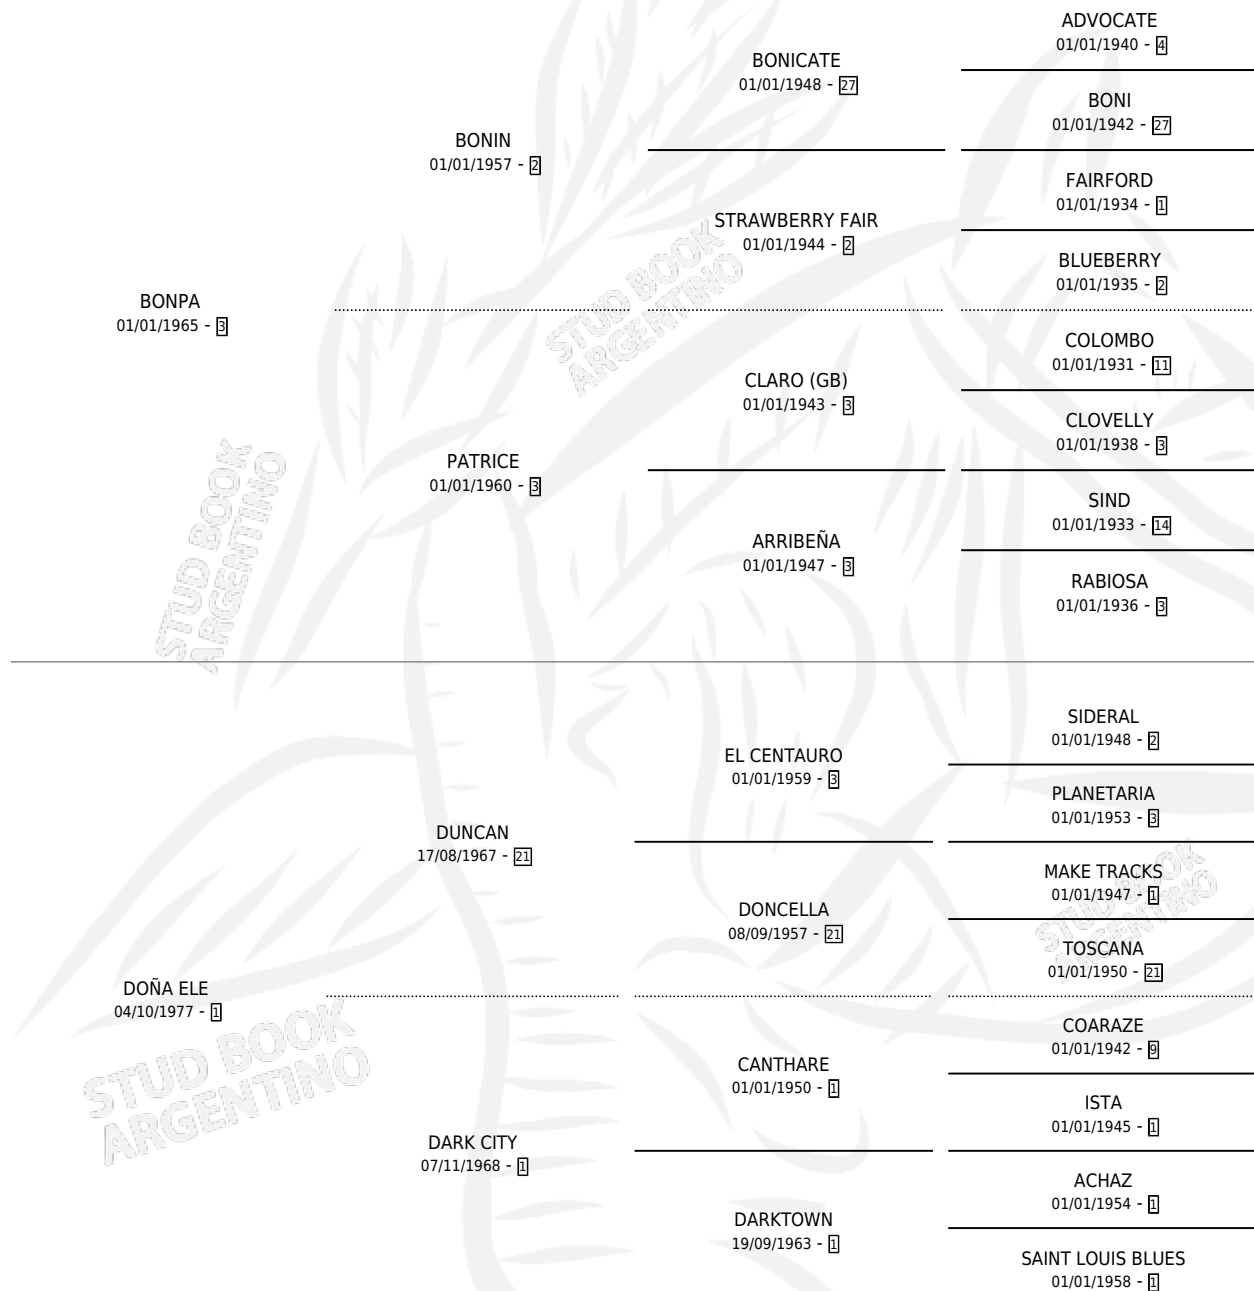 ADVOCATE
01/01/1940 - 4
BONICATE
01/01/1948 - 27
BONI
01/01/1942 - 27
BONIN
01/01/1957 - 2
FAIRFORD
01/01/1934 - 1
STRAWBERRY FAIR
01/01/1944 - 2
BLUEBERRY
01/01/1935 - 2
BONPA
01/01/1965 - 3
STUD BOOK
ARGENTINO
COLOMBO
01/01/1931 - 11
CLARO (GB)
01/01/1943 - 3
CLOVELLY
01/01/1938 - 3
PATRICE
01/01/1960 - 3
SIND
01/01/1933 - 14
ARRIBEÑA
01/01/1947 - 3
RABIOSA
01/01/1936 - 3
STUD BOOK
ARGENTINO
SIDERAL
01/01/1948 - 2
EL CENTAURO
01/01/1959 - 3
PLANETARIA
01/01/1953 - 3
DUNCAN
17/08/1967 - 21
MAKE TRACKS
01/01/1947 - 1
DONCELLA
08/09/1957 - 21
TOSCANA
01/01/1950 - 21
STUD BOOK
ARGENTINO
DOÑA ELE
04/10/1977 - 1
STUD BOOK
ARGENTINO
COARAZE
01/01/1942 - 9
CANTHARE
01/01/1950 - 1
ISTA
01/01/1945 - 1
DARK CITY
07/11/1968 - 1
ACHAZ
01/01/1954 - 1
DARKTOWN
19/09/1963 - 1
SAINT LOUIS BLUES
01/01/1958 - 1